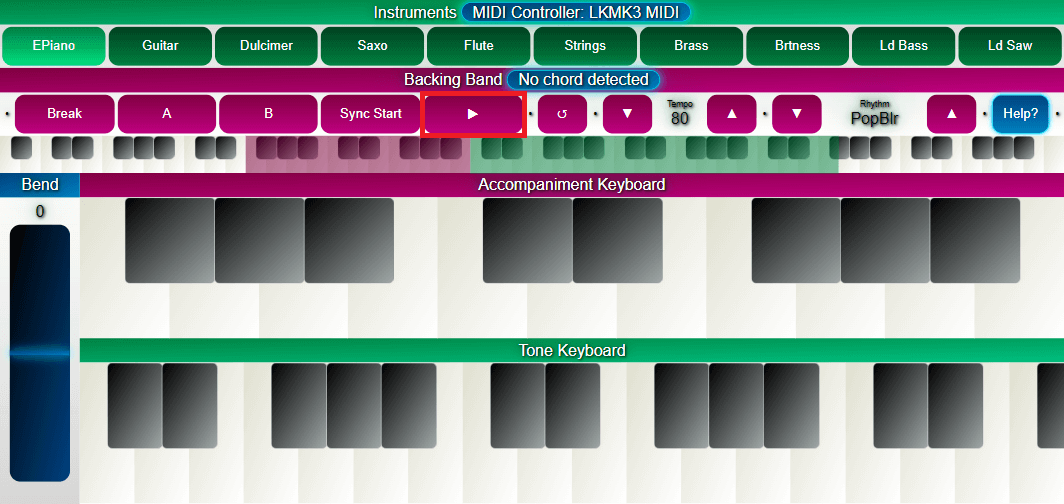 Instruments MIDI Controller: LKMK3 MIDI
EPiano Guitar Dulcimer Saxo Flute Strings Brass Brtness Ld Bass Ld Saw
Backing Band No chord detected
Break A B Sync Start ▶ ↺ ▼ Tempo 80 ▲ ▼ Rhythm PopBlr ▲ Help?
Bend Accompaniment Keyboard
0
Tone Keyboard